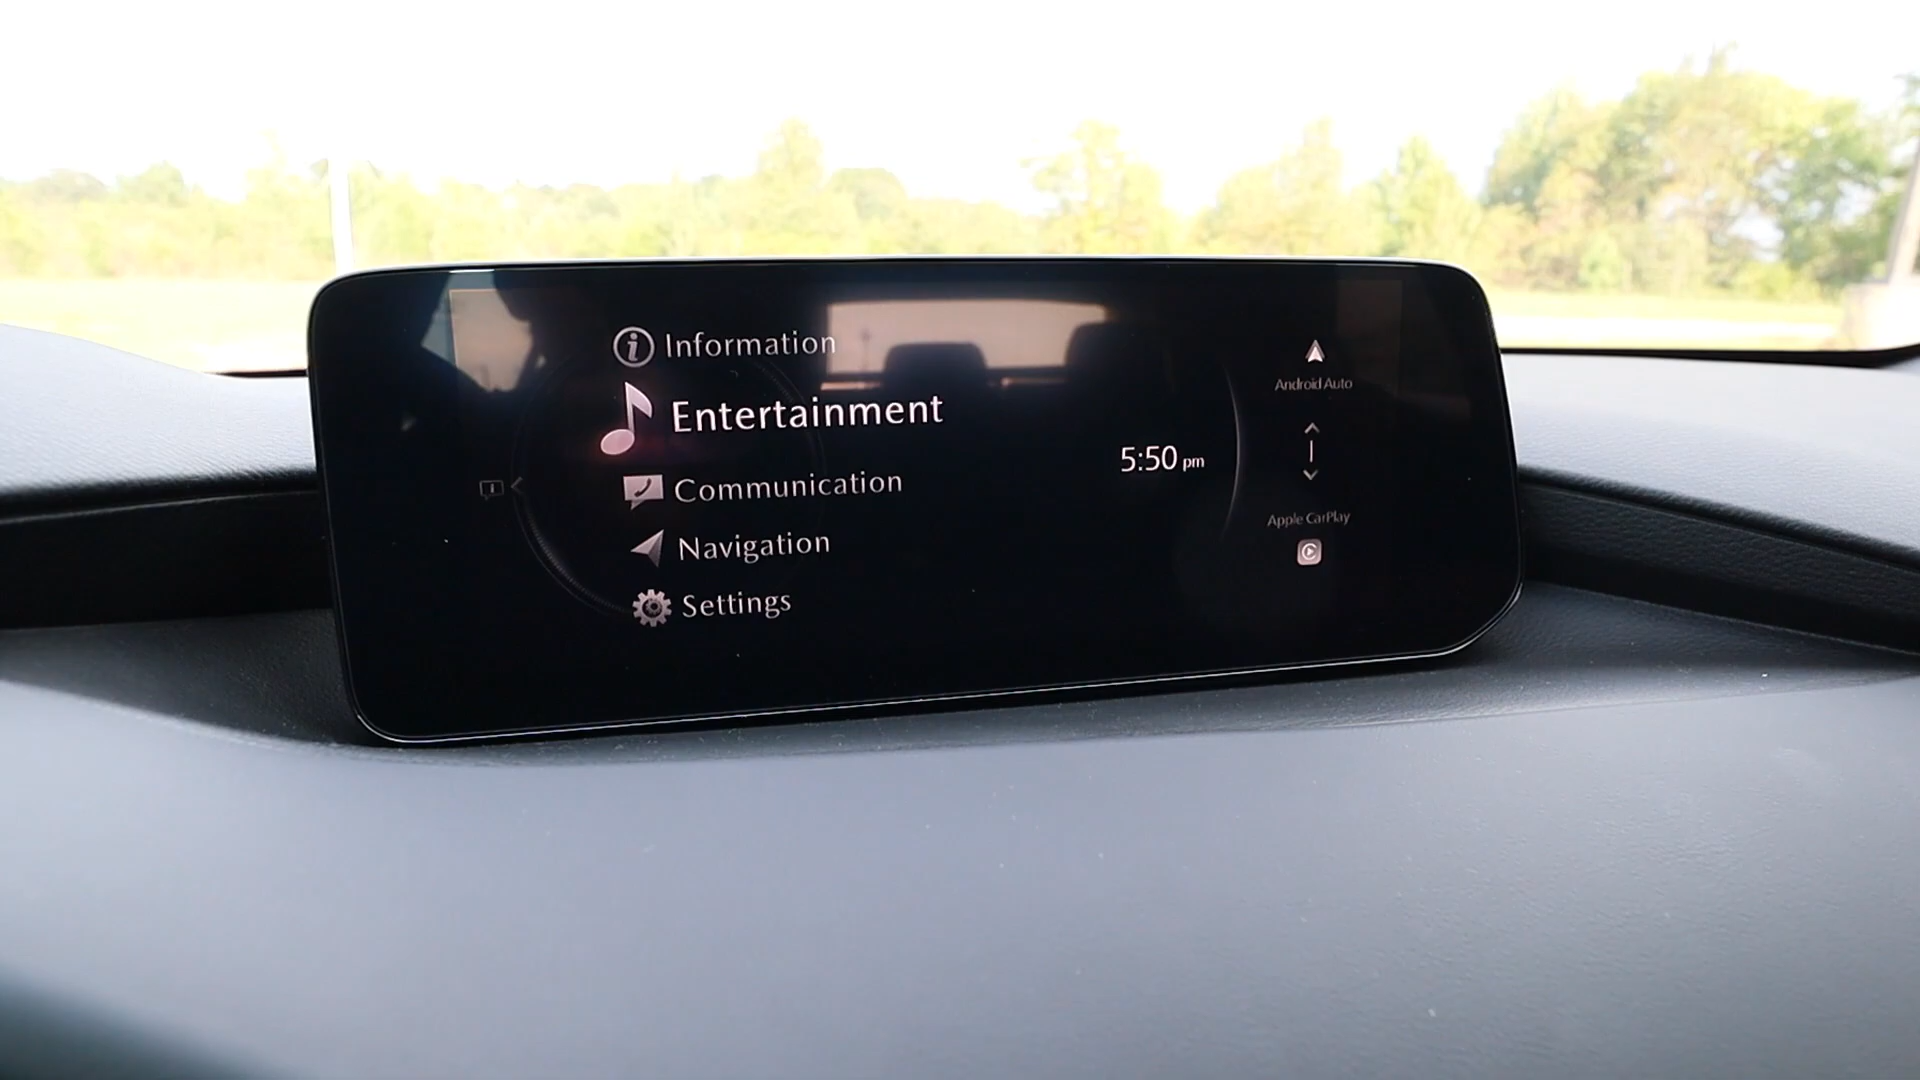 Information
Entertainment
Communication
Navigation
Settings
5:50 pm
Android Auto
Apple CarPlay